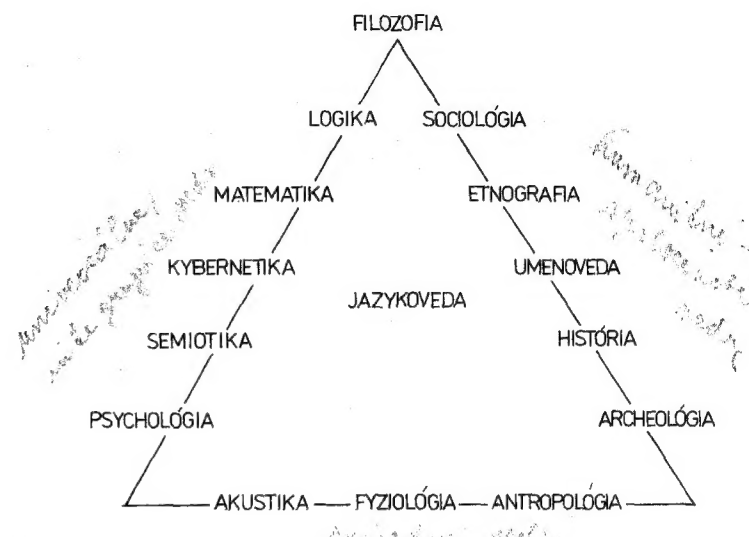 FILOZOFIA
LOGIKA SOCIOLÓGIA
MATEMATIKA ETNOGRAFIA
KYBERNETIKA UMENOVEDA
JAZYKOVEDA
SEMIOTIKA HISTÓRIA
PSYCHOLÓGIA ARCHEOLÓGIA
AKUSTIKA FYZIOLÓGIA ANTROPOLÓGIA